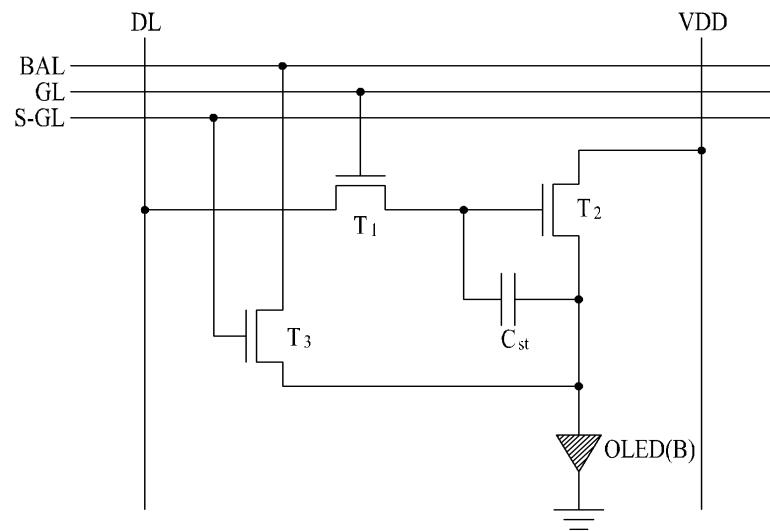 DL
VDD
BAL
GL
S-GL
T1
T2
T3
Cst
OLED(B)